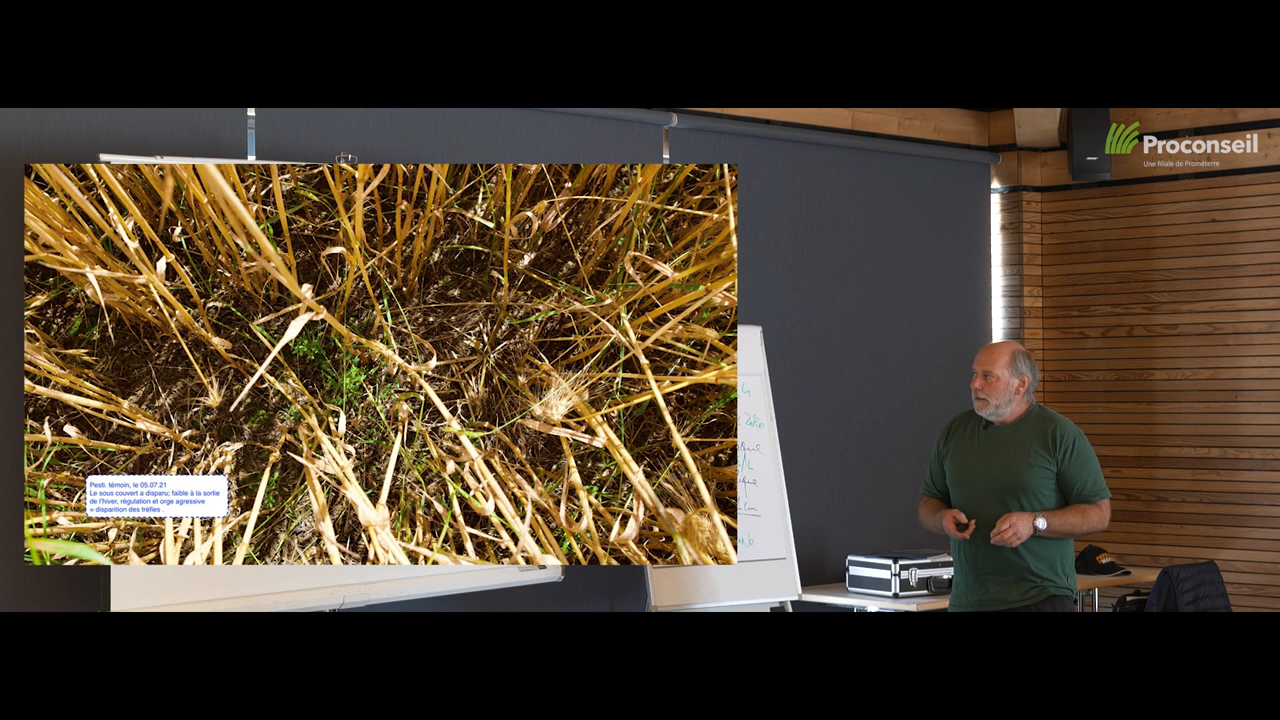 Proconseil
Une filiale de Prométerre
Pesti. témoin, le 05.07.21
Le sous couvert a disparu; faible à la sortie
de l'hiver, régulation et orge agressive
= disparition des trèfles .